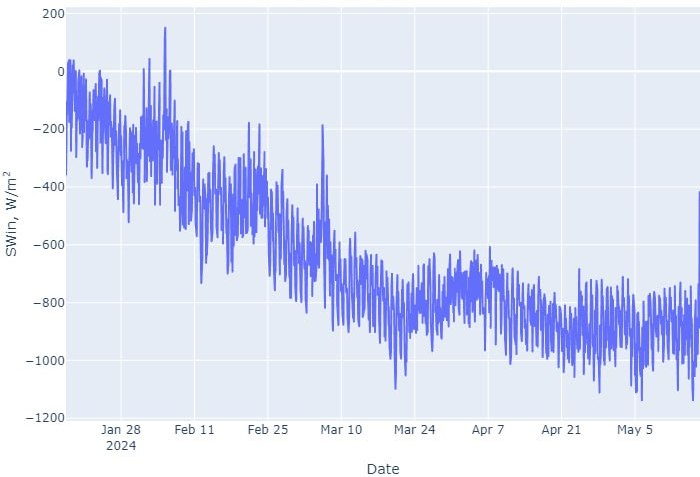 200
0
−200
−400
−600
−800
−1000
−1200
SWin, W/m²
Jan 28
2024
Feb 11
Feb 25
Mar 10
Mar 24
Apr 7
Apr 21
May 5
Date